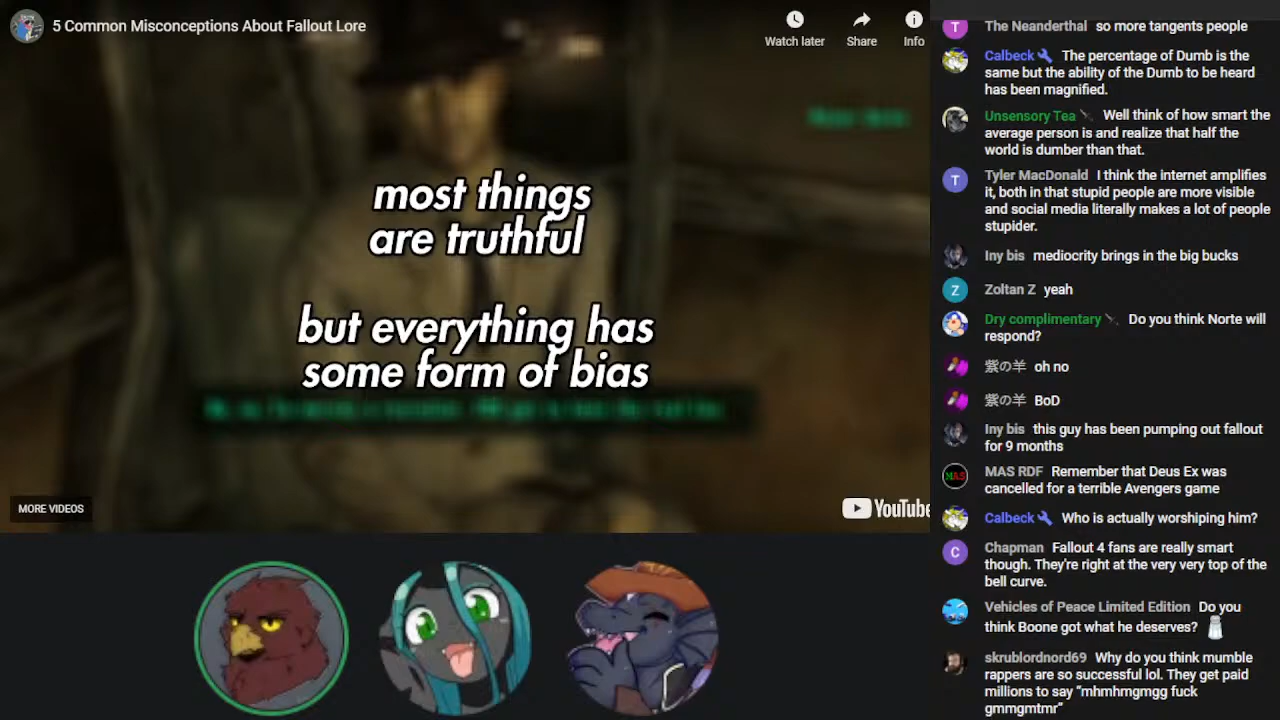 5 Common Misconceptions About Fallout Lore
Watch later
Share
Info
most things
are truthful
but everything has
some form of bias
MORE VIDEOS
YouTube
The Neanderthal so more tangents people
Calbeck The percentage of Dumb is the
same but the ability of the Dumb to be heard
has been magnified.
Unsensory Tea Well think of how smart the
average person is and realize that half the
world is dumber than that.
T
Tyler MacDonald I think the internet amplifies
it, both in that stupid people are more visible
and social media literally makes a lot of people
stupider.
Iny bis mediocrity brings in the big bucks
Z
Zoltan Z yeah
Dry complimentary Do you think Norte will
respond?
紫の羊 oh no
紫の羊 BoD
Iny bis this guy has been pumping out fallout
for 9 months
MAS
MAS RDF Remember that Deus Ex was
cancelled for a terrible Avengers game
Calbeck Who is actually worshiping him?
C
Chapman Fallout 4 fans are really smart
though. They're right at the very very top of the
bell curve.
Vehicles of Peace Limited Edition Do you
think Boone got what he deserves?
skrublordnord69 Why do you think mumble
rappers are so successful lol. They get paid
millions to say "mhmhmgmgg fuck
gmmgmtmr"